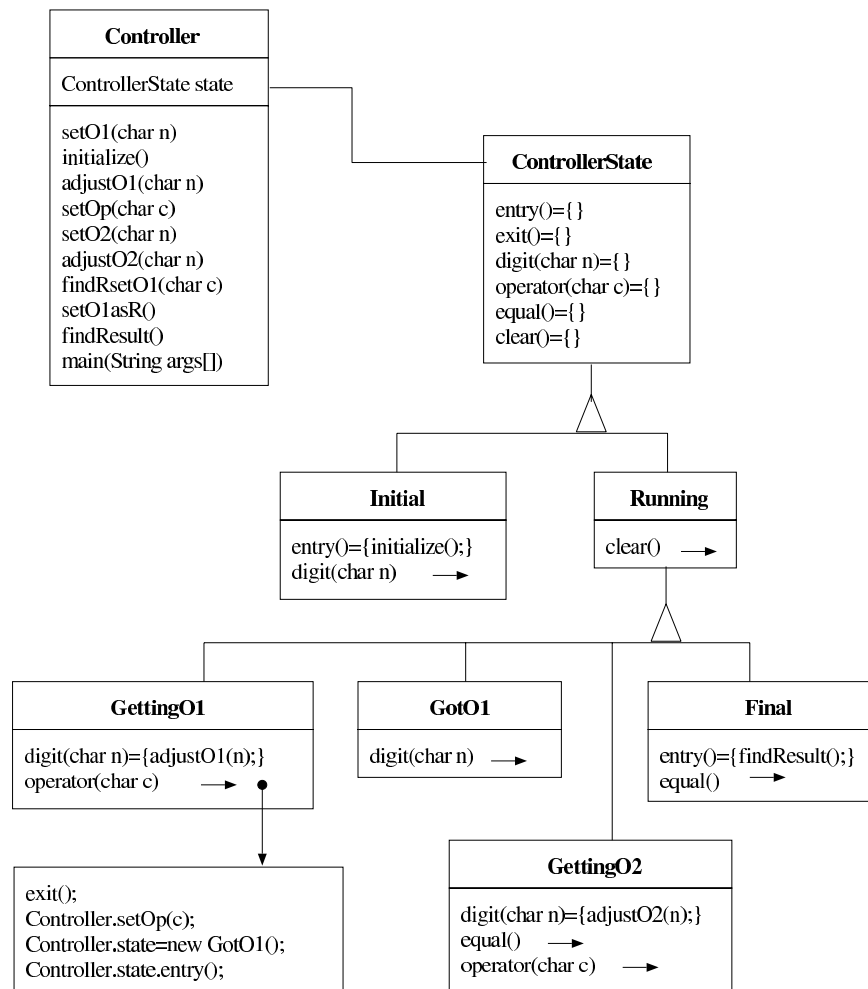 Controller
ControllerState state
setO1(char n)
initialize()
adjustO1(char n)
setOp(char c)
setO2(char n)
adjustO2(char n)
findRsetO1(char c)
setO1asR()
findResult()
main(String args[])
ControllerState
entry()={}
exit()={}
digit(char n)={}
operator(char c)={}
equal()={}
clear()={}
Initial
entry()={initialize();}
digit(char n)
Running
clear()
GettingO1
digit(char n)={adjustO1(n);}
operator(char c)
GotO1
digit(char n)
Final
entry()={findResult();}
equal()
exit();
Controller.setOp(c);
Controller.state=new GotO1();
Controller.state.entry();
GettingO2
digit(char n)={adjustO2(n);}
equal()
operator(char c)